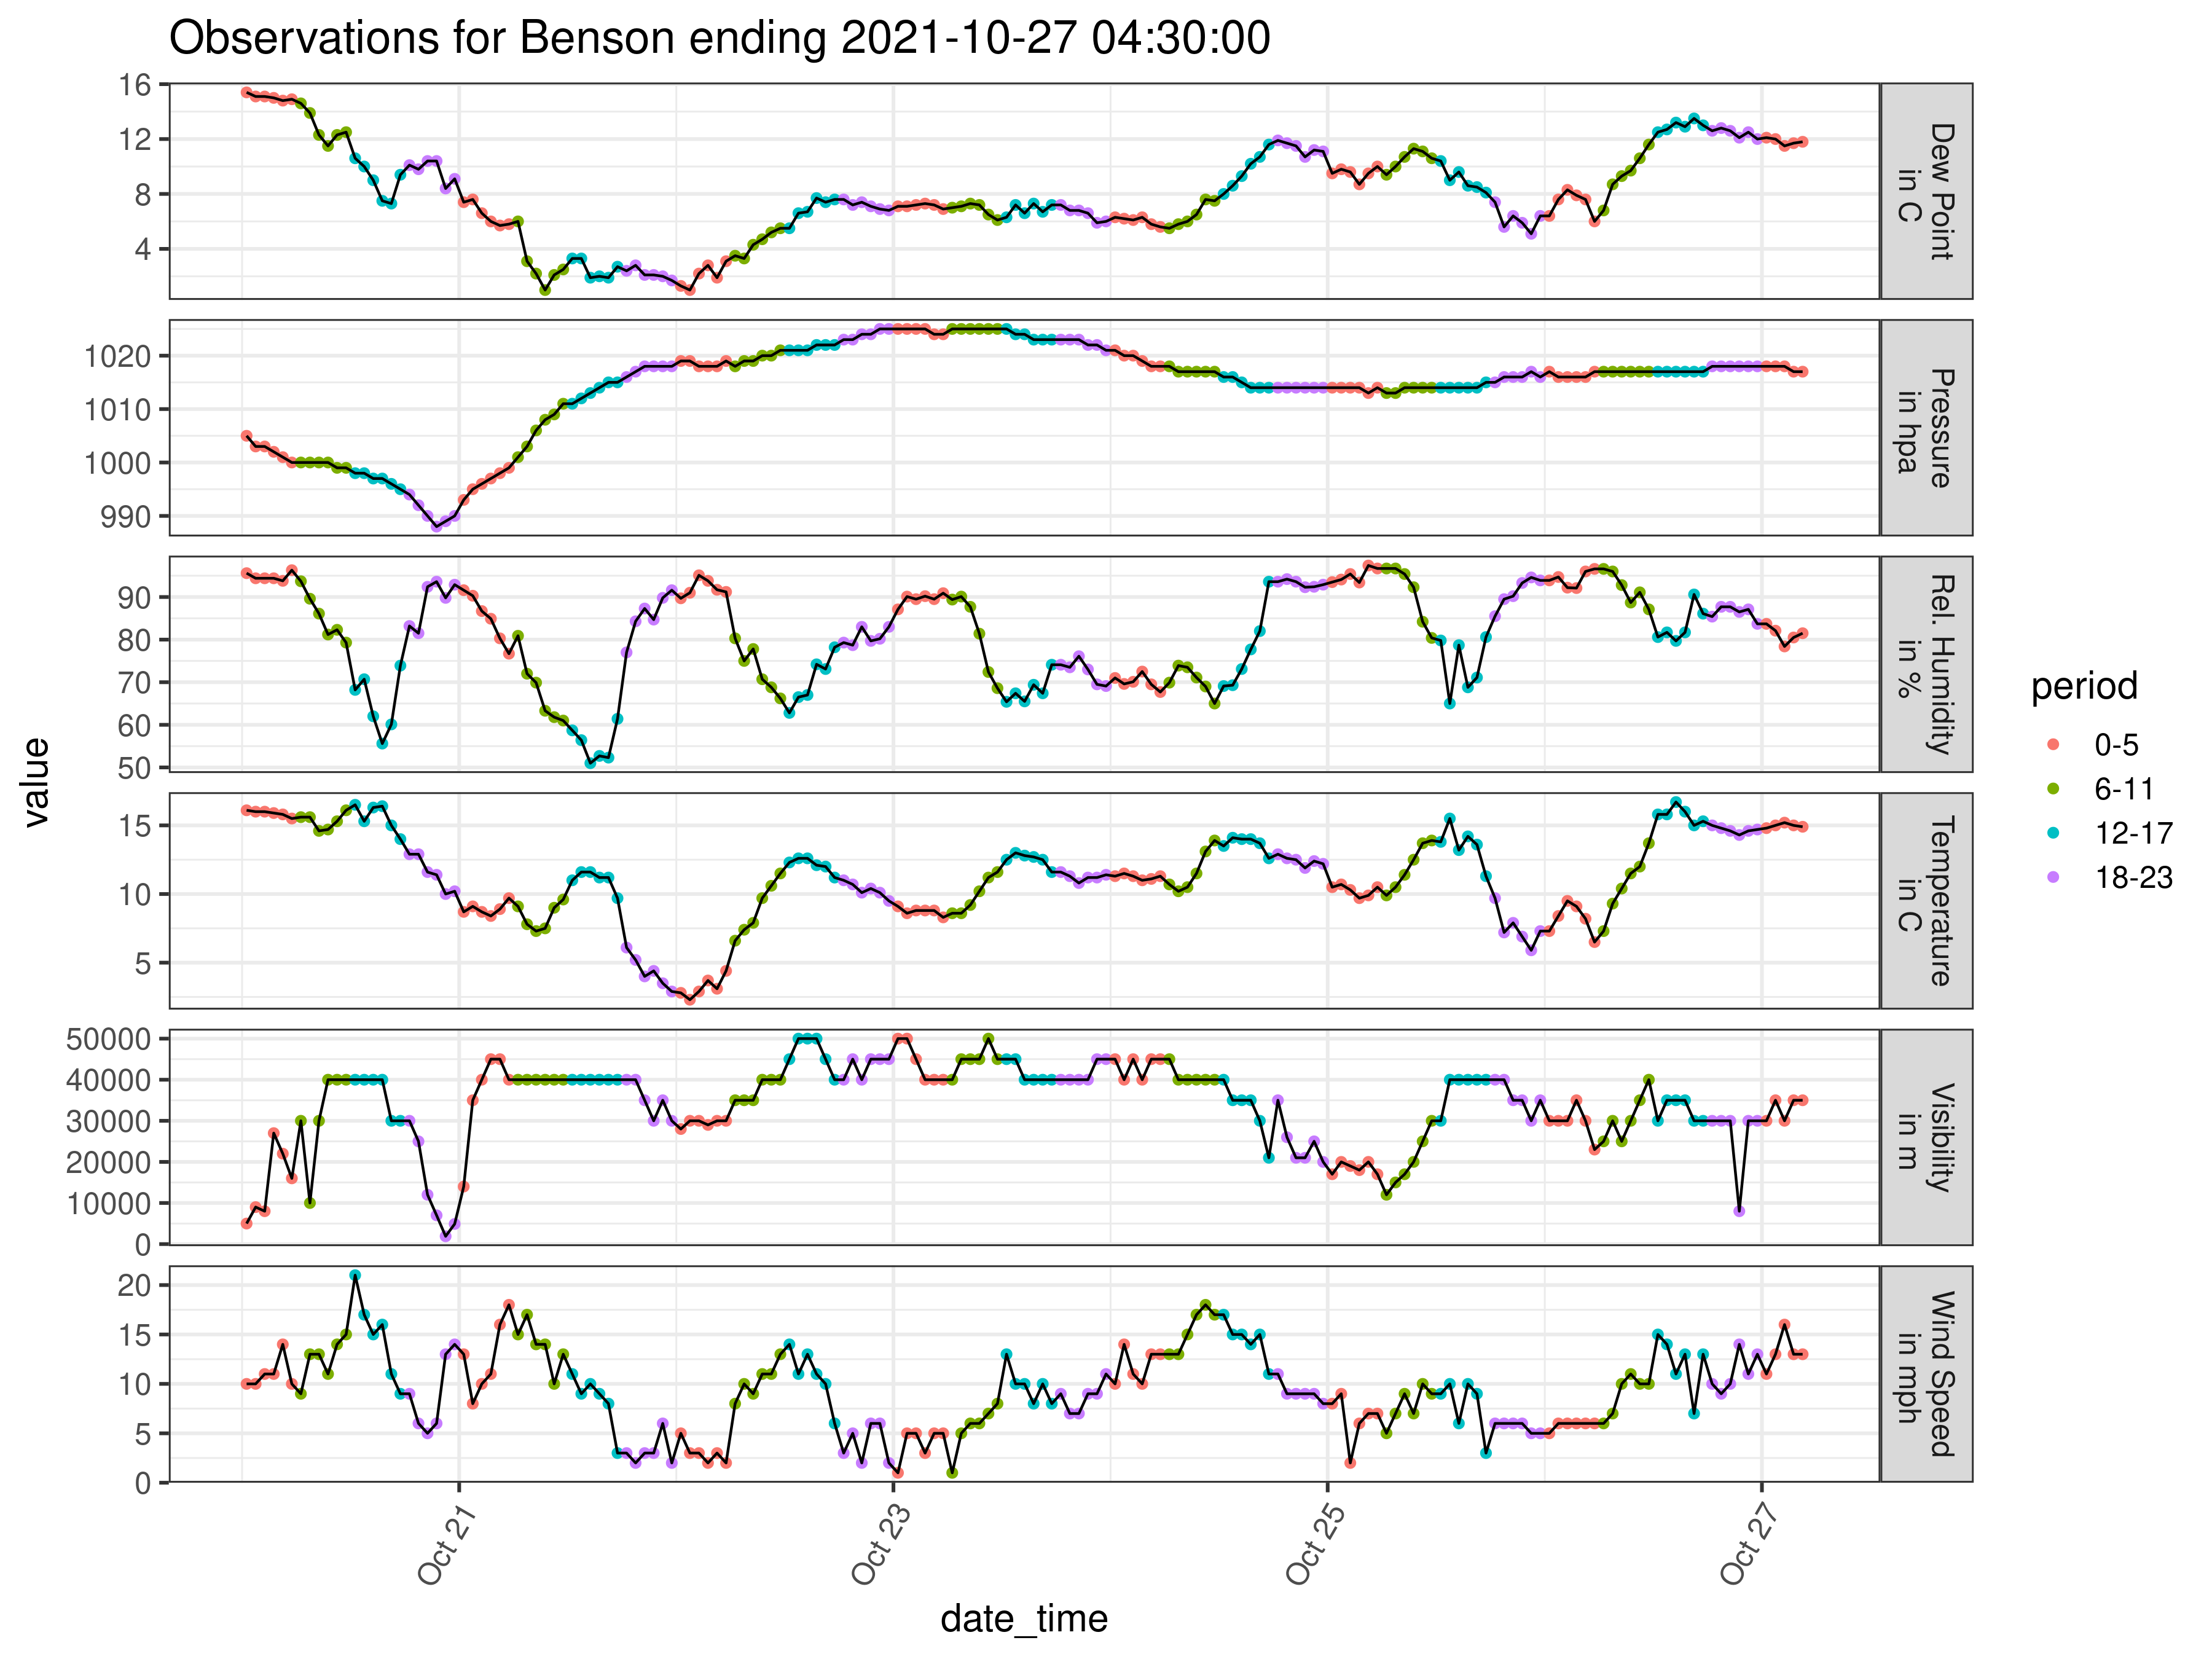 Observations for Benson ending 2021-10-27 04:30:00
value
16
12
8
4
Dew Point
in C
1020
1010
1000
990
Pressure
in hpa
90
80
70
60
50
Rel. Humidity
in %
15
10
5
Temperature
in C
50000
40000
30000
20000
10000
0
Visibility
in m
20
15
10
5
0
Wind Speed
in mph
Oct 21
Oct 23
Oct 25
Oct 27
date_time
period
0-5
6-11
12-17
18-23